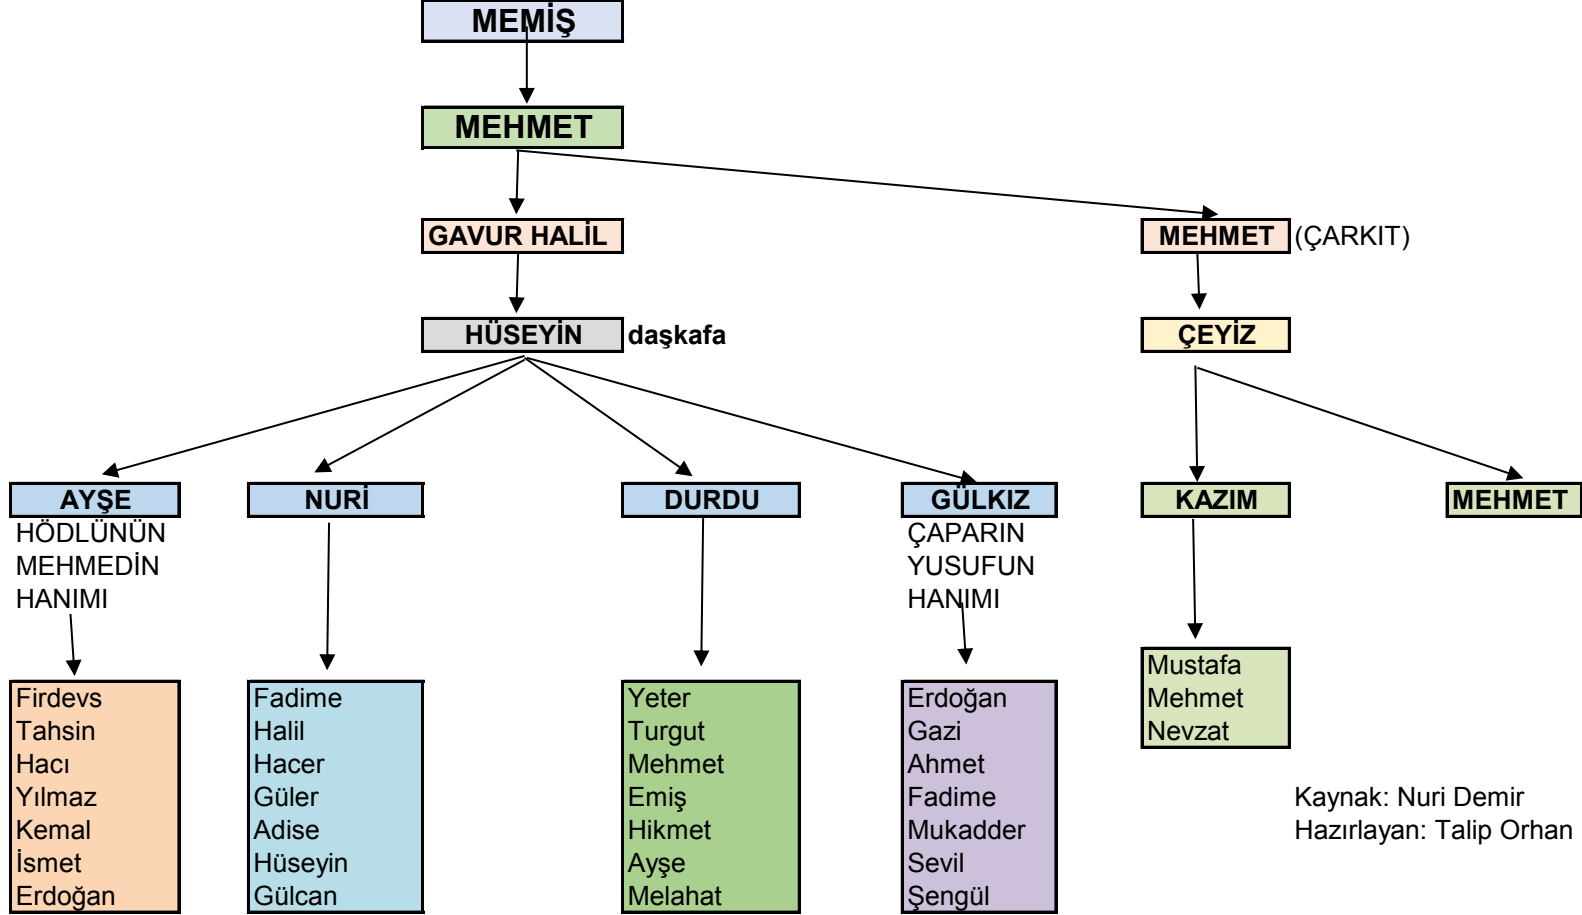 MEMİŞ
MEHMET
GAVUR HALİL
MEHMET (ÇARKIT)
HÜSEYİN daşkafa
ÇEYİZ
AYŞE
HÖDLÜNÜN
MEHMEDİN
HANIMI
NURİ
DURDU
GÜLKIZ
ÇAPARIN
YUSUFUN
HANIMI
KAZIM
MEHMET
Firdevs
Tahsin
Hacı
Yılmaz
Kemal
İsmet
Erdoğan
Fadime
Halil
Hacer
Güler
Adise
Hüseyin
Gülcan
Yeter
Turgut
Mehmet
Emiş
Hikmet
Ayşe
Melahat
Erdoğan
Gazi
Ahmet
Fadime
Mukadder
Sevil
Şengül
Mustafa
Mehmet
Nevzat
Kaynak: Nuri Demir
Hazırlayan: Talip Orhan